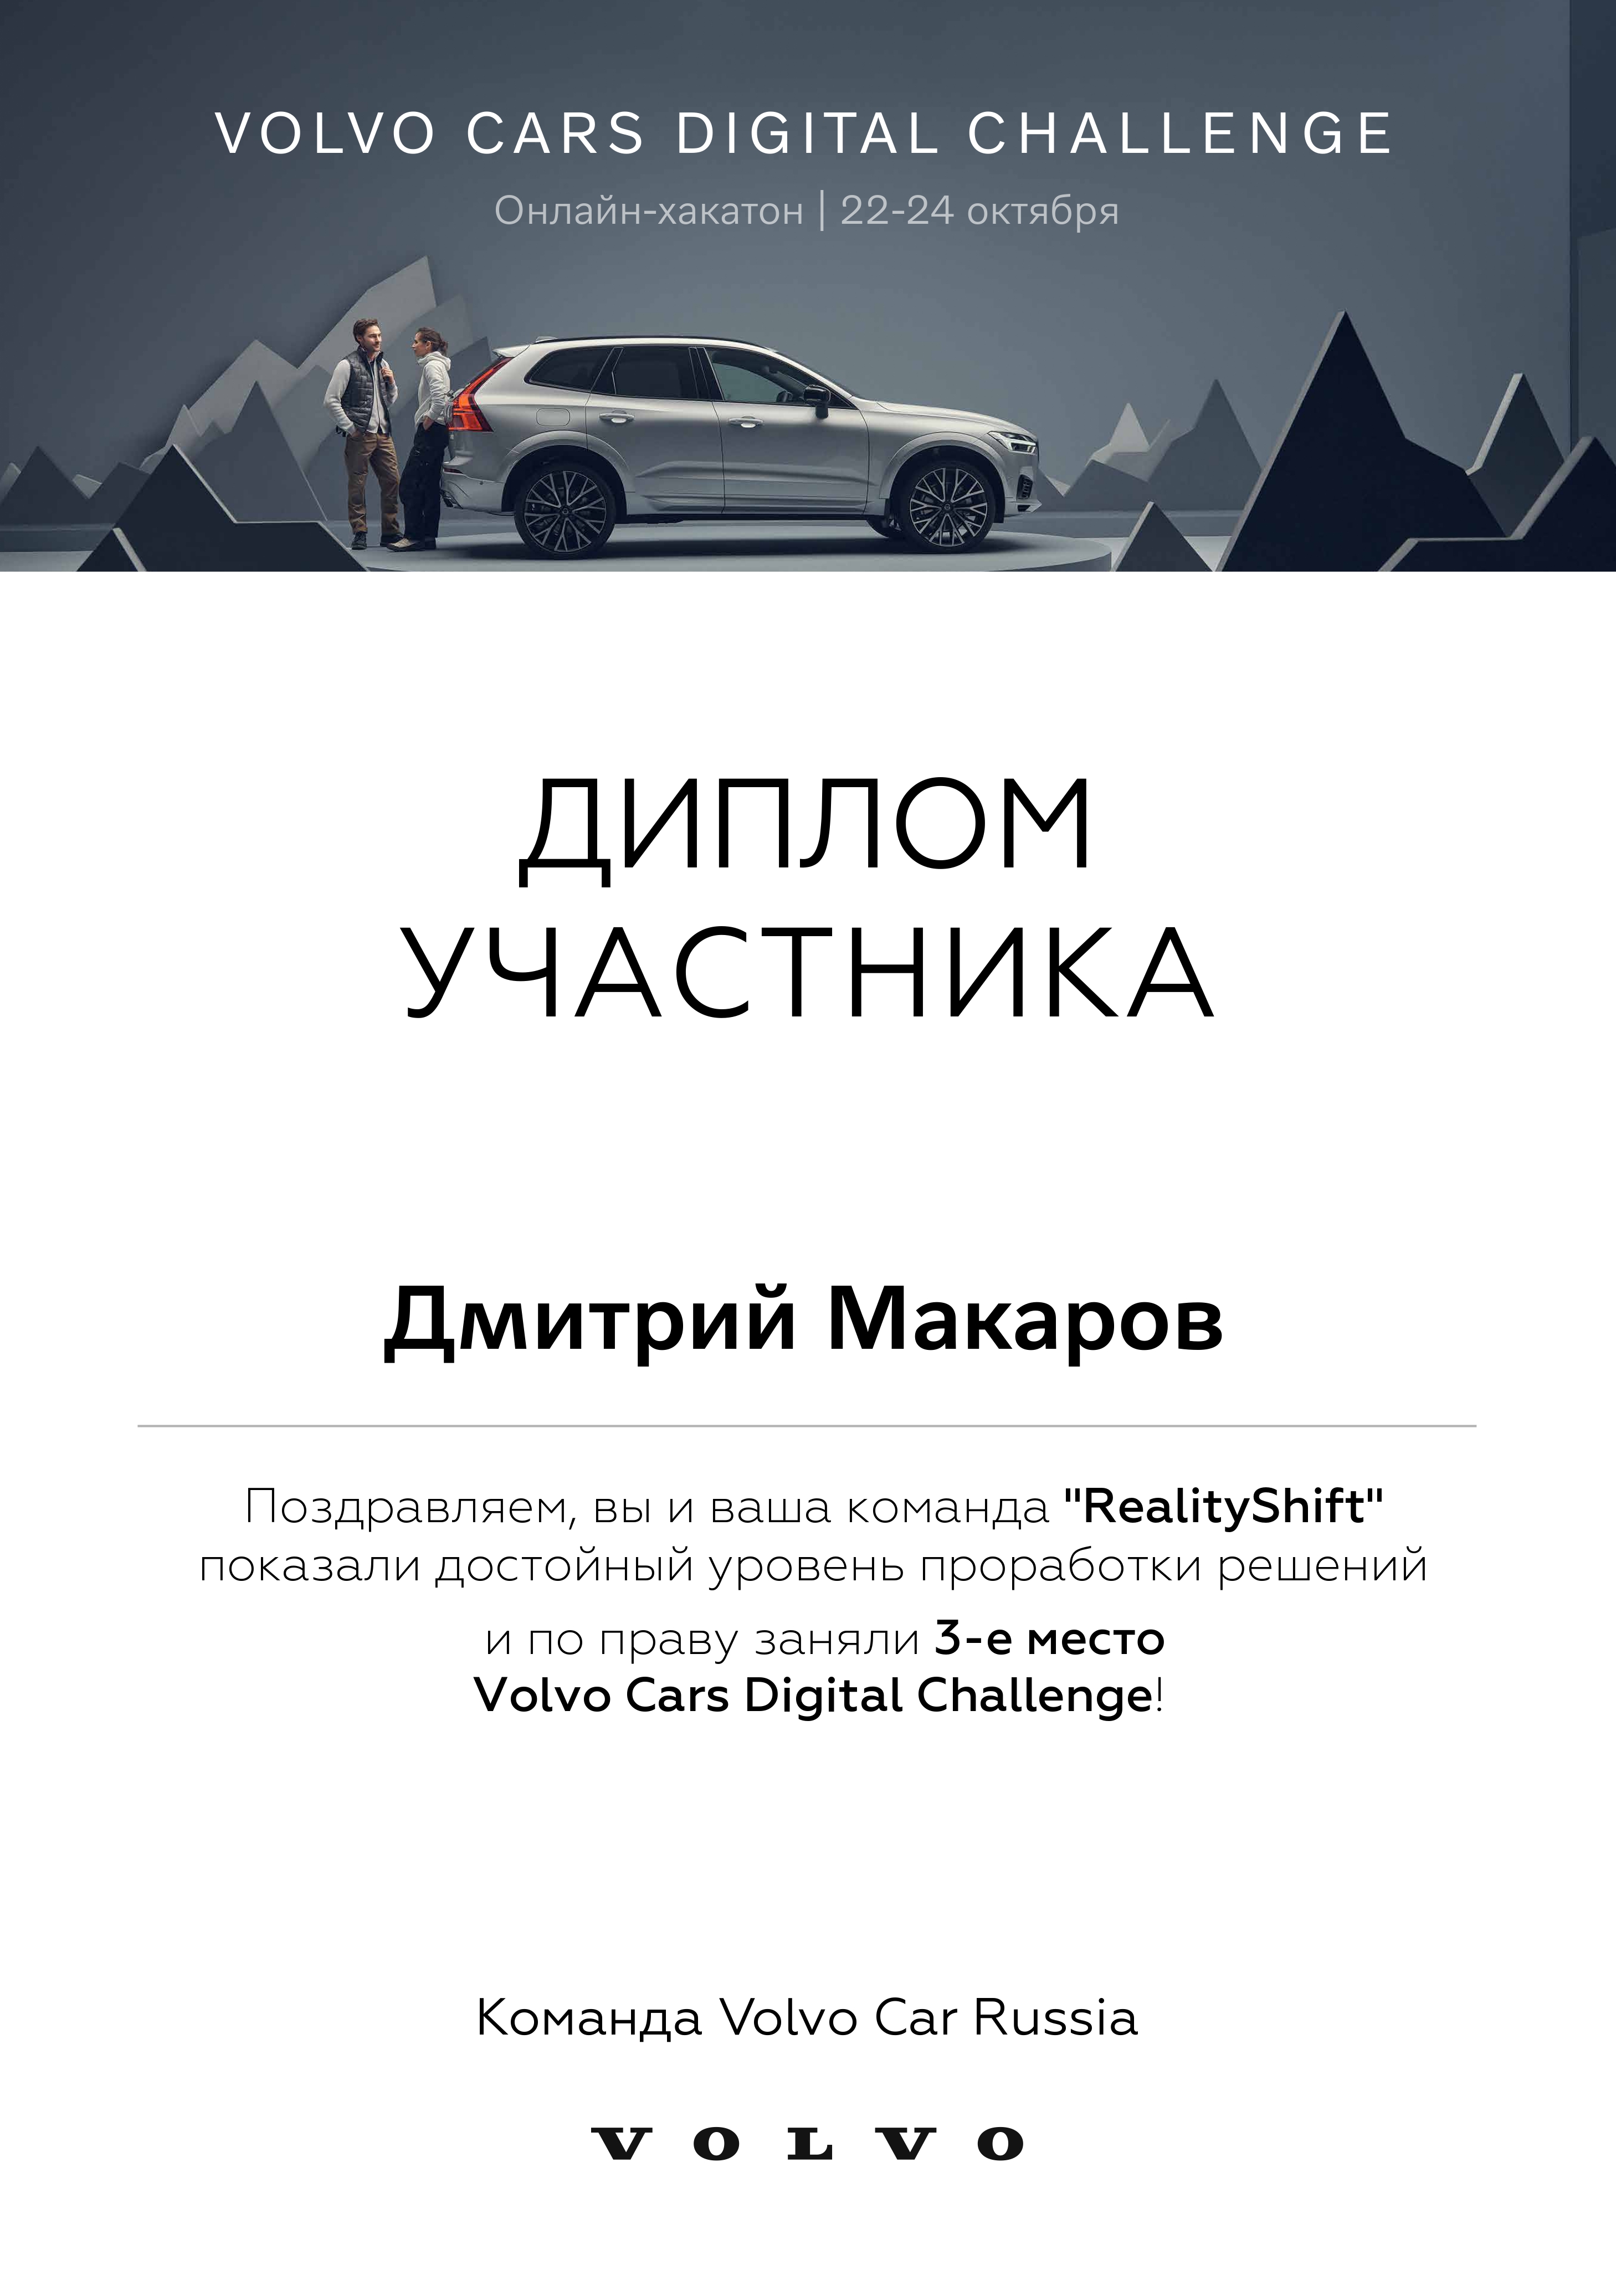 VOLVO CARS DIGITAL CHALLENGE
Онлайн-хакатон | 22-24 октября
ДИПЛОМ
УЧАСТНИКА
Дмитрий Макаров
Поздравляем, вы и ваша команда "RealityShift"
показали достойный уровень проработки решений
и по праву заняли 3-е место
Volvo Cars Digital Challenge!
Команда Volvo Car Russia
VOLVO